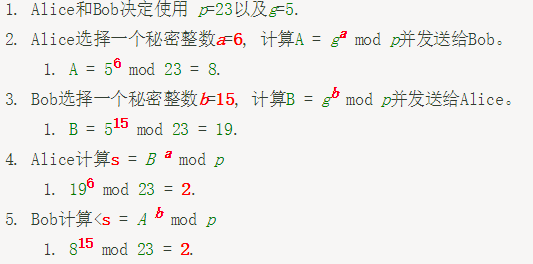 1. Alice和Bob决定使用 p=23以及g=5.
2. Alice选择一个秘密整数a=6, 计算A = g^a mod p并发送给Bob。
1. A = 5^6 mod 23 = 8.
3. Bob选择一个秘密整数b=15, 计算B = g^b mod p并发送给Alice。
1. B = 5^15 mod 23 = 19.
4. Alice计算s = B ^a mod p
1. 19^6 mod 23 = 2.
5. Bob计算<s = A ^b mod p
1. 8^15 mod 23 = 2.